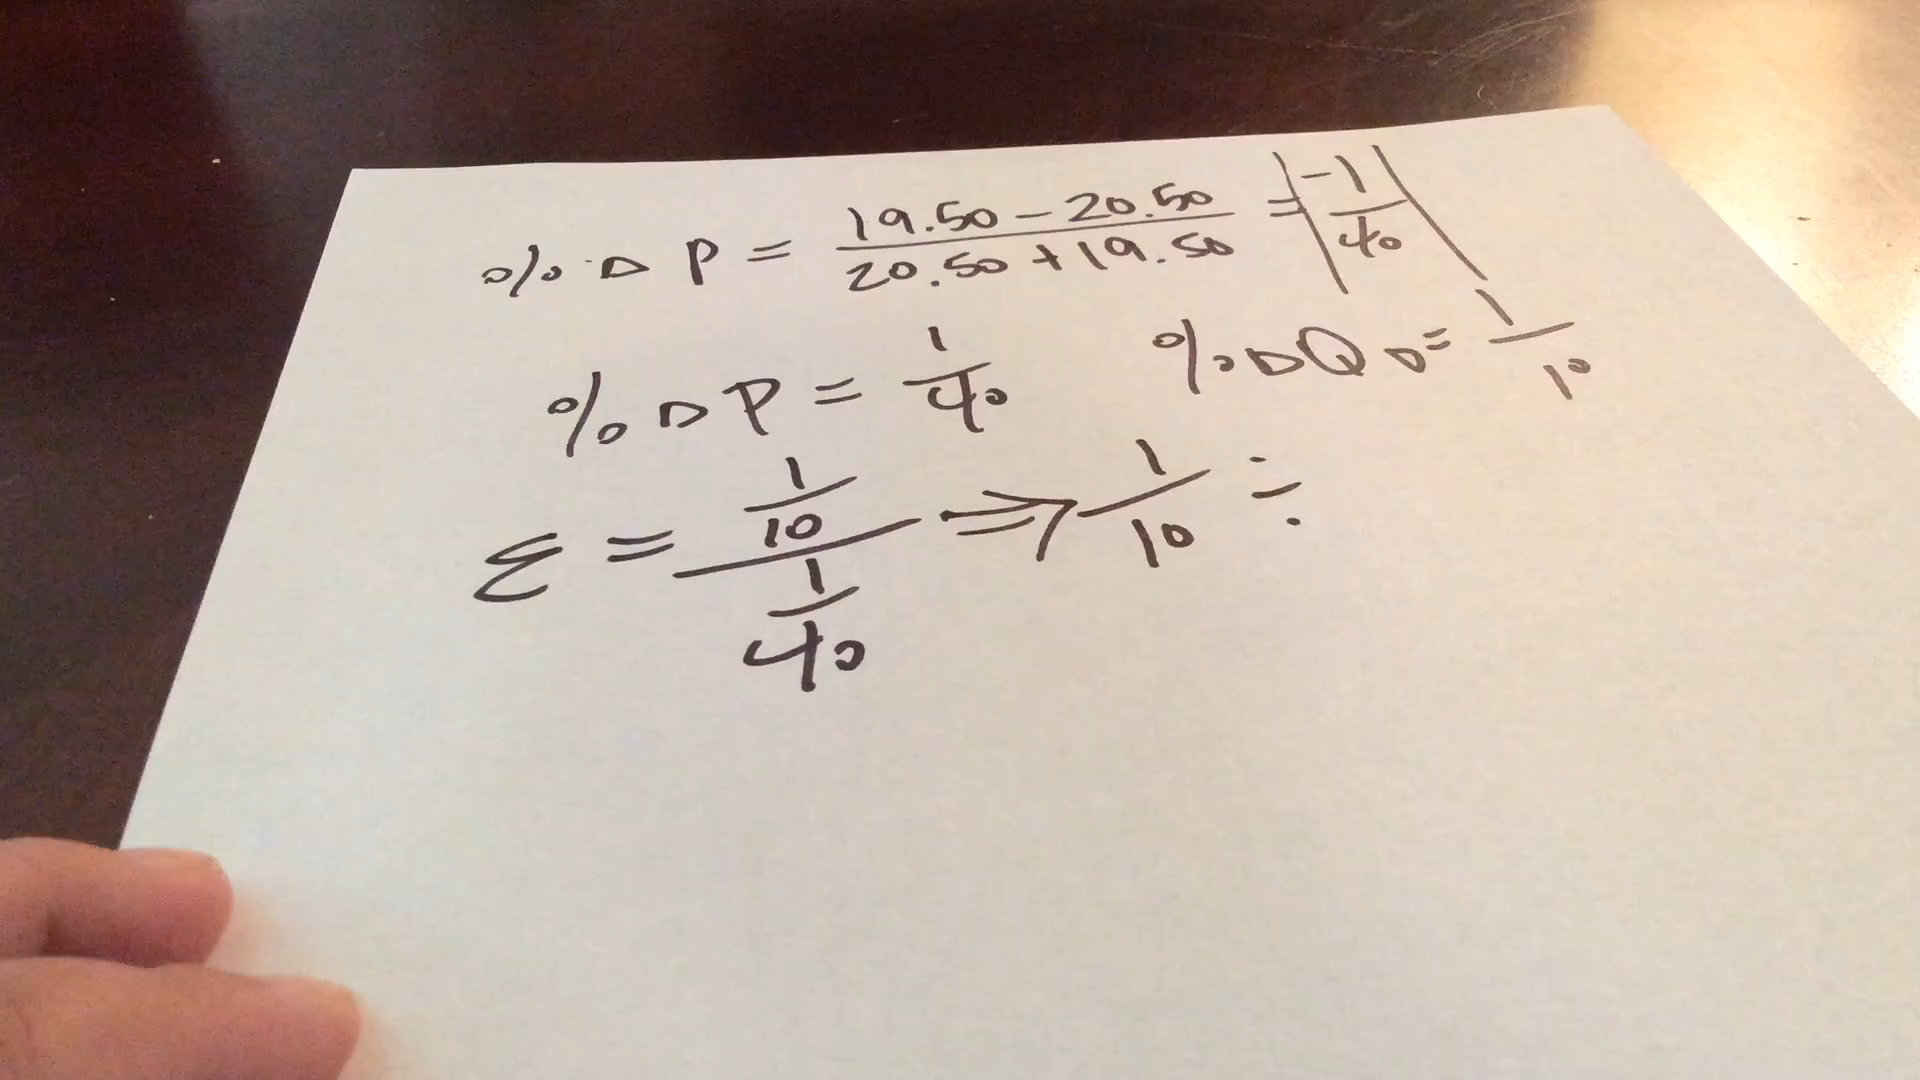 %ΔP = 19.50 - 20.50 / 20.50 + 19.50 = |-1/40|
%ΔP = 1/40   %ΔQD = 1/10
ε = 1/10 / 1/40 ⇒ 1/10 ÷